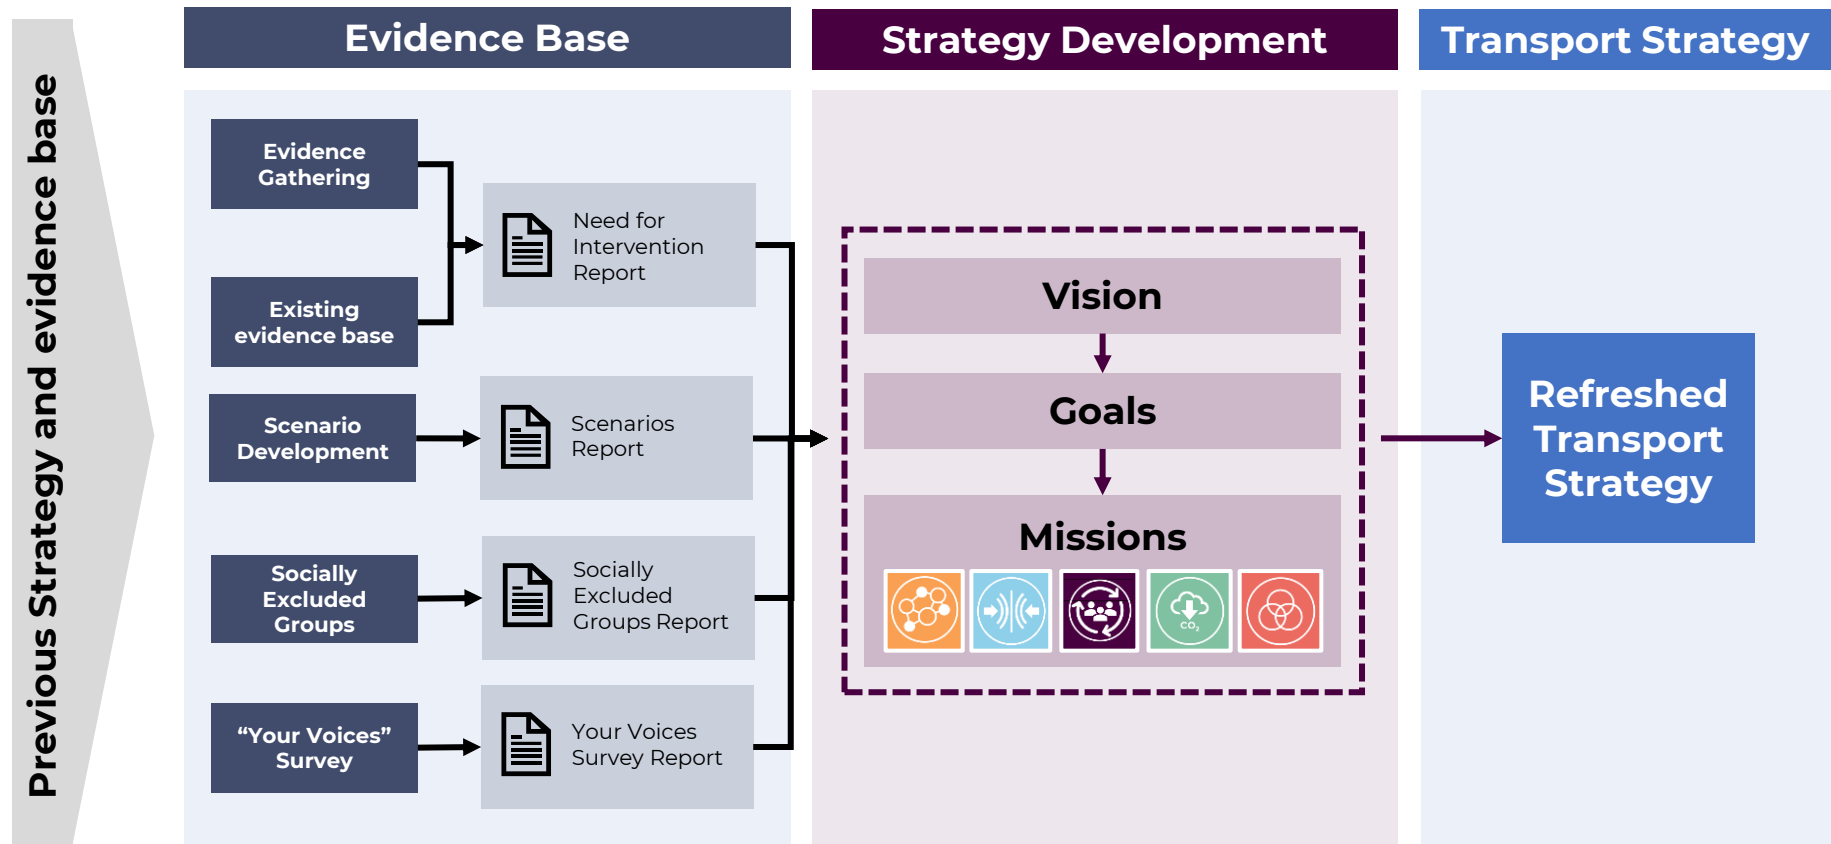 Previous Strategy and evidence base
Evidence Base
Strategy Development
Transport Strategy
Evidence
Gathering
Existing
evidence base
Need for
Intervention
Report
Scenario
Development
Scenarios
Report
Socially
Excluded
Groups
Socially
Excluded
Groups Report
“Your Voices”
Survey
Your Voices
Survey Report
Vision
Goals
Missions
CO2
Refreshed
Transport
Strategy